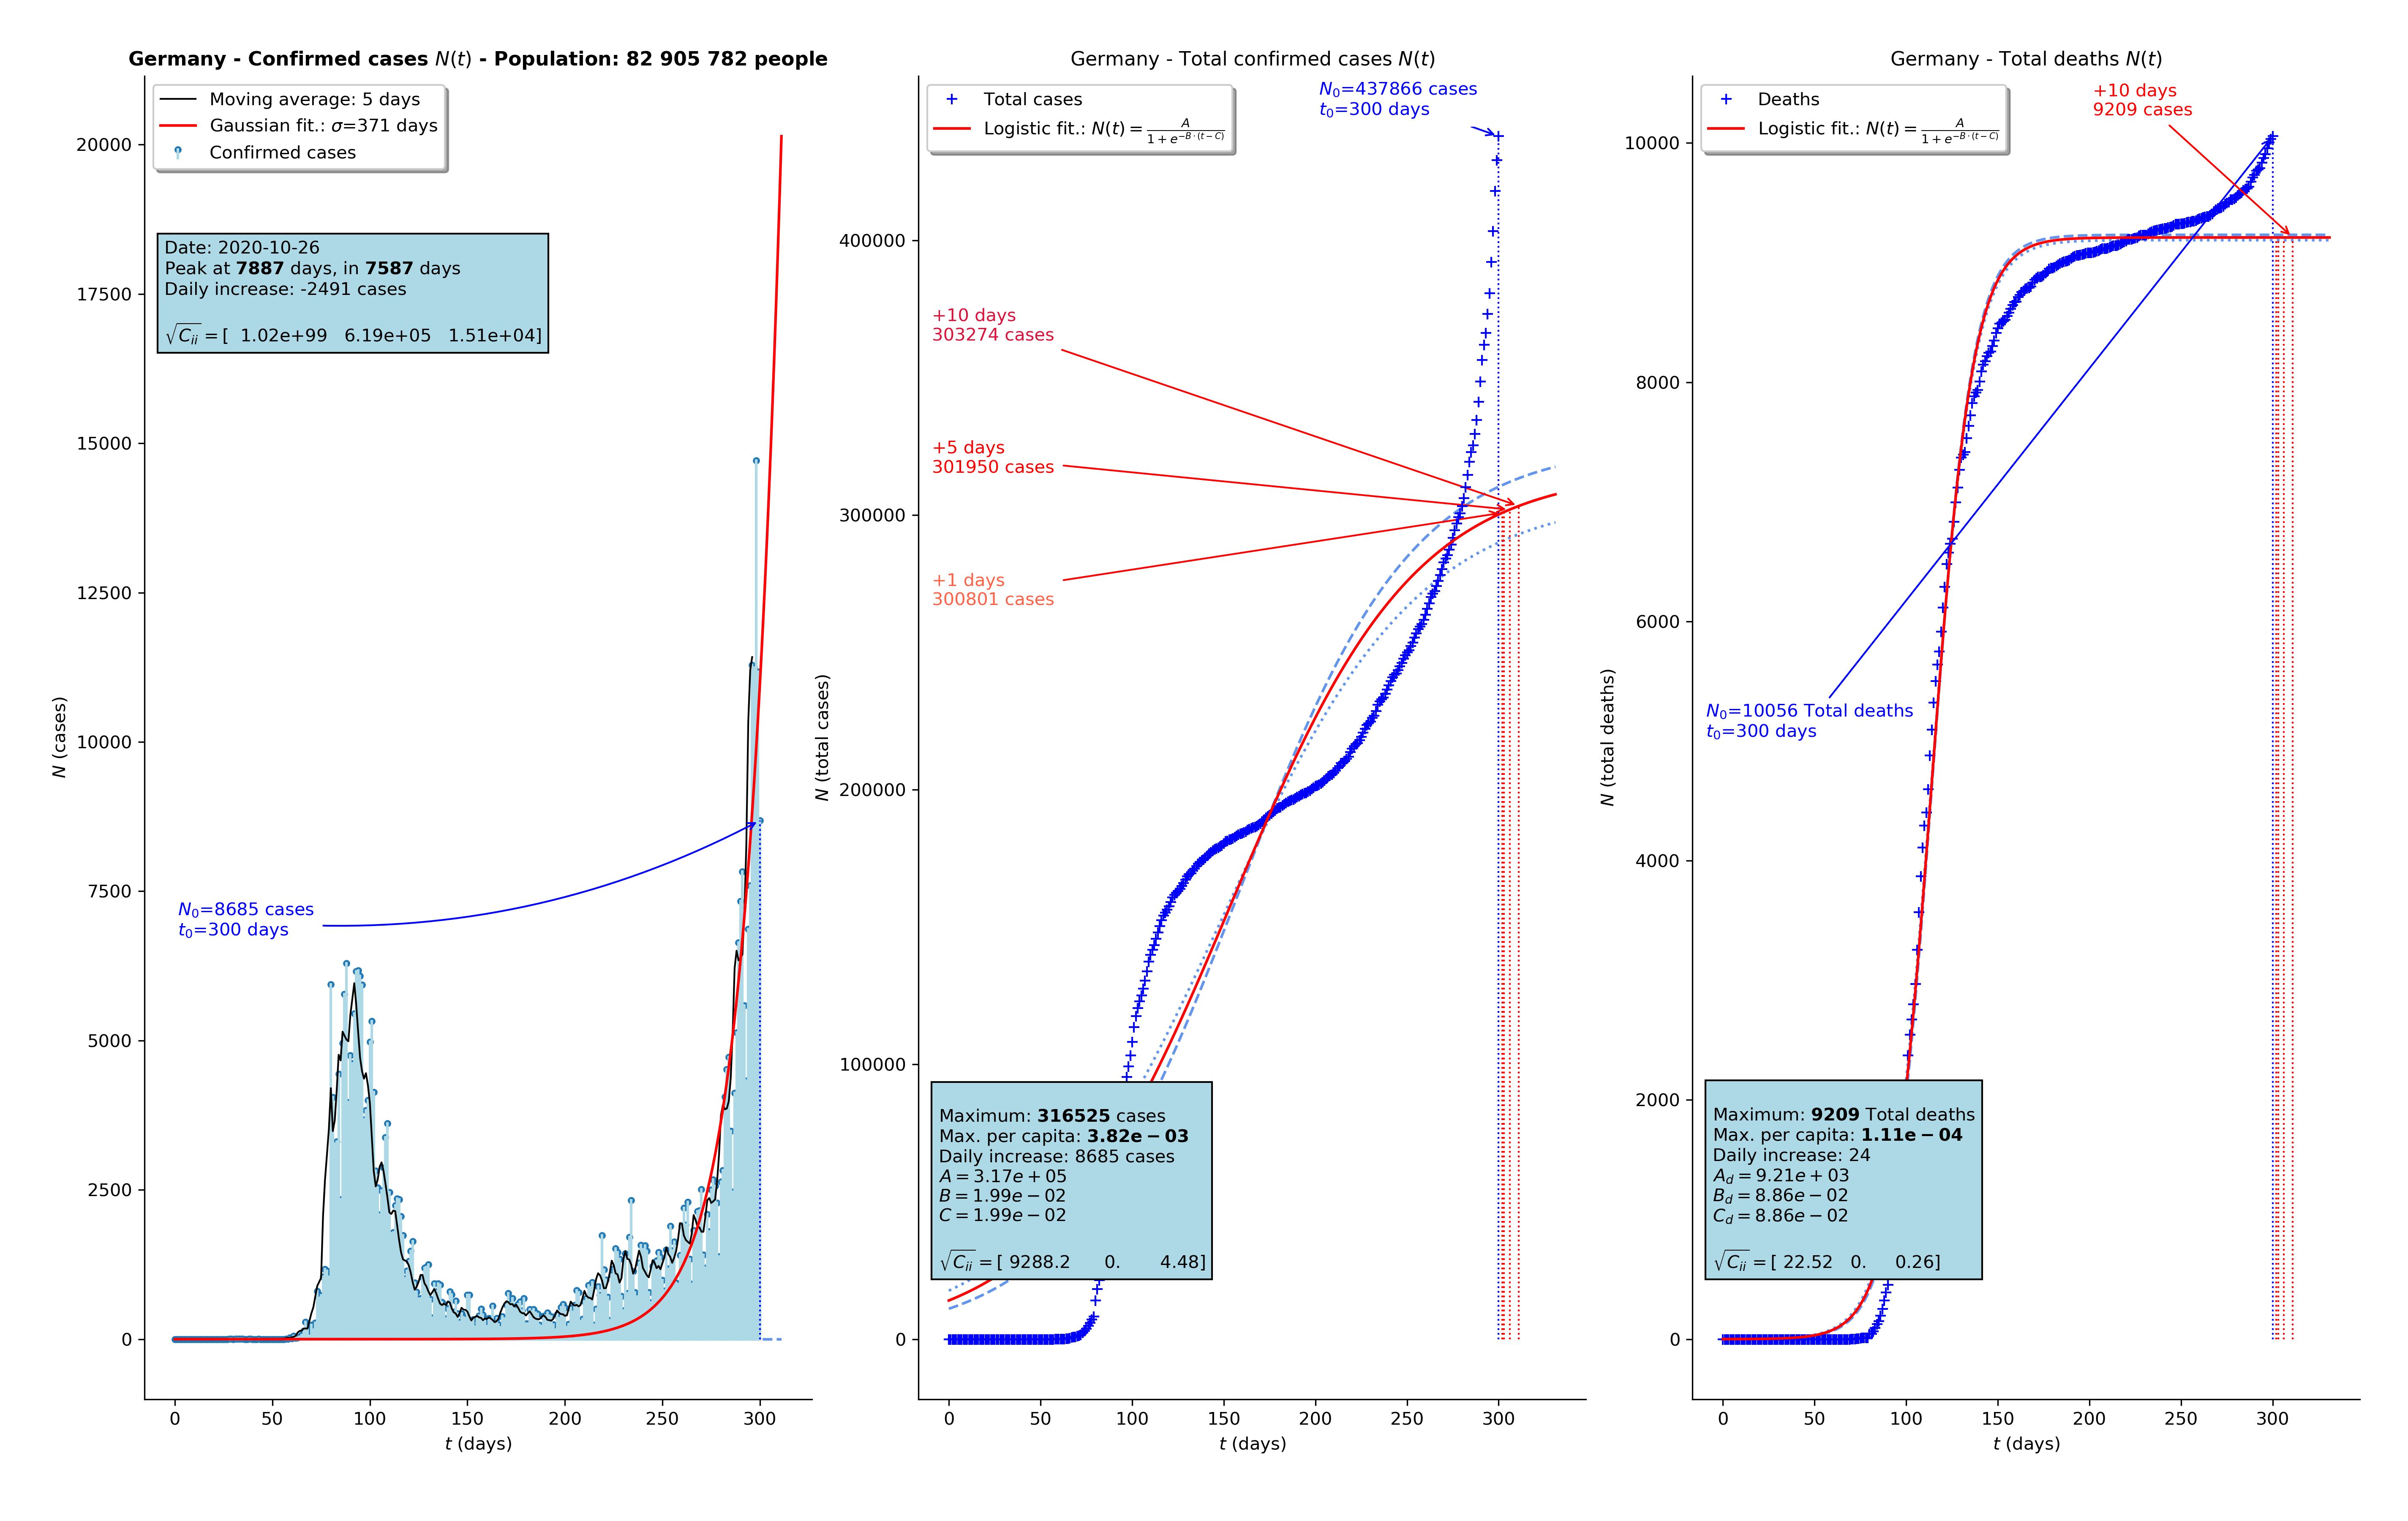 Germany - Confirmed cases N(t) - Population: 82 905 782 people
Moving average: 5 days
Gaussian fit.: σ=371 days
Confirmed cases
Date: 2020-10-26
Peak at 7887 days, in 7587 days
Daily increase: -2491 cases
√C_ii = [ 1.02e+99 6.19e+05 1.51e+04]
N₀=8685 cases
t₀=300 days
20000
17500
15000
12500
10000
7500
5000
2500
0
N (cases)
0 50 100 150 200 250 300
t (days)
Germany - Total confirmed cases N(t)
Total cases
Logistic fit.: N(t) = A / (1 + e^{-B·(t-C)})
N₀=437866 cases
t₀=300 days
+10 days
303274 cases
+5 days
301950 cases
+1 days
300801 cases
Maximum: 316525 cases
Max. per capita: 3.82e − 03
Daily increase: 8685 cases
A = 3.17e + 05
B = 1.99e − 02
C = 1.99e − 02
√C_ii = [ 9288.2 0. 4.48]
400000
300000
200000
100000
0
N (total cases)
0 50 100 150 200 250 300
t (days)
Germany - Total deaths N(t)
Deaths
Logistic fit.: N(t) = A / (1 + e^{-B·(t-C)})
+10 days
9209 cases
N₀=10056 Total deaths
t₀=300 days
Maximum: 9209 Total deaths
Max. per capita: 1.11e − 04
Daily increase: 24
A_d = 9.21e + 03
B_d = 8.86e − 02
C_d = 8.86e − 02
√C_ii = [ 22.52 0. 0.26]
10000
8000
6000
4000
2000
0
N (total deaths)
0 50 100 150 200 250 300
t (days)